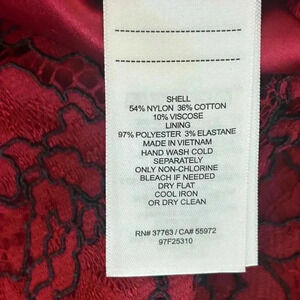 SHELL
54% NYLON 36% COTTON
10% VISCOSE
LINING
97% POLYESTER 3% ELASTANE
MADE IN VIETNAM
HAND WASH COLD
SEPARATELY
ONLY NON-CHLORINE
BLEACH IF NEEDED
DRY FLAT
COOL IRON
OR DRY CLEAN
RN# 37763 / CA# 55972
97F25310